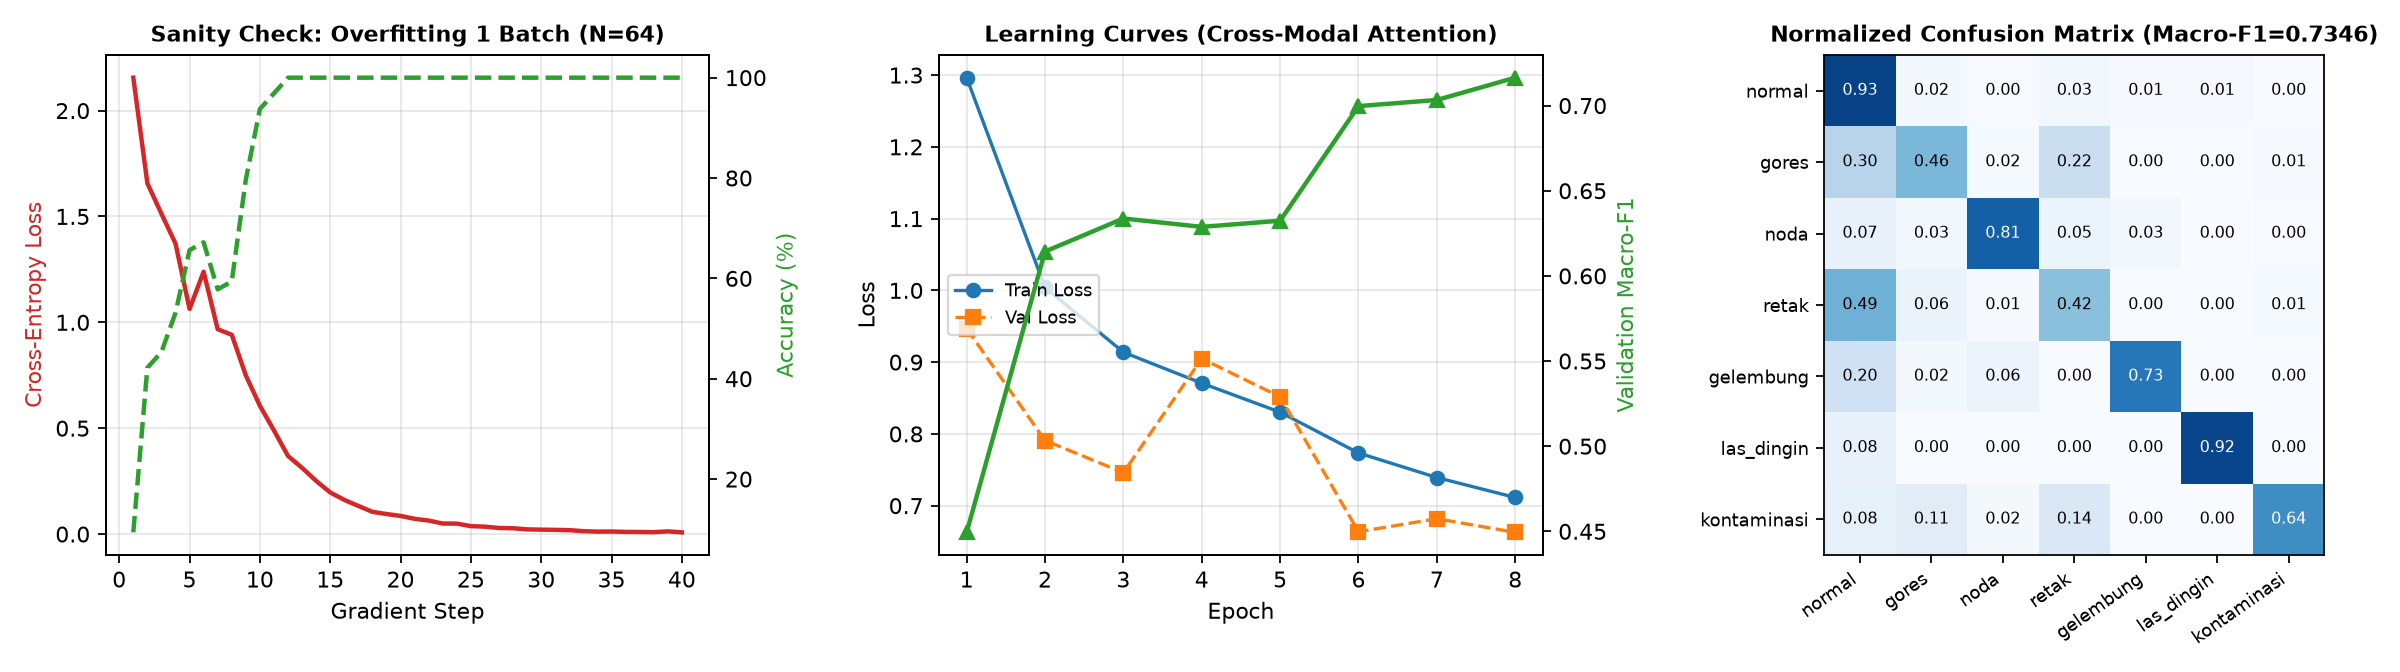 Sanity Check: Overfitting 1 Batch (N=64)
Cross-Entropy Loss
2.0
1.5
1.0
0.5
0.0
100
80
60
40
20
Accuracy (%)
0 5 10 15 20 25 30 35 40
Gradient Step
Learning Curves (Cross-Modal Attention)
Loss
1.3
1.2
1.1
1.0
0.9
0.8
0.7
Train Loss
Val Loss
0.70
0.65
0.60
0.55
0.50
0.45
Validation Macro-F1
1 2 3 4 5 6 7 8
Epoch
Normalized Confusion Matrix (Macro-F1=0.7346)
normal 0.93 0.02 0.00 0.03 0.01 0.01 0.00
gores 0.30 0.46 0.02 0.22 0.00 0.00 0.01
noda 0.07 0.03 0.81 0.05 0.03 0.00 0.00
retak 0.49 0.06 0.01 0.42 0.00 0.00 0.01
gelembung 0.20 0.02 0.06 0.00 0.73 0.00 0.00
las_dingin 0.08 0.00 0.00 0.00 0.00 0.92 0.00
kontaminasi 0.08 0.11 0.02 0.14 0.00 0.00 0.64
normal gores noda retak gelembung las_dingin kontaminasi